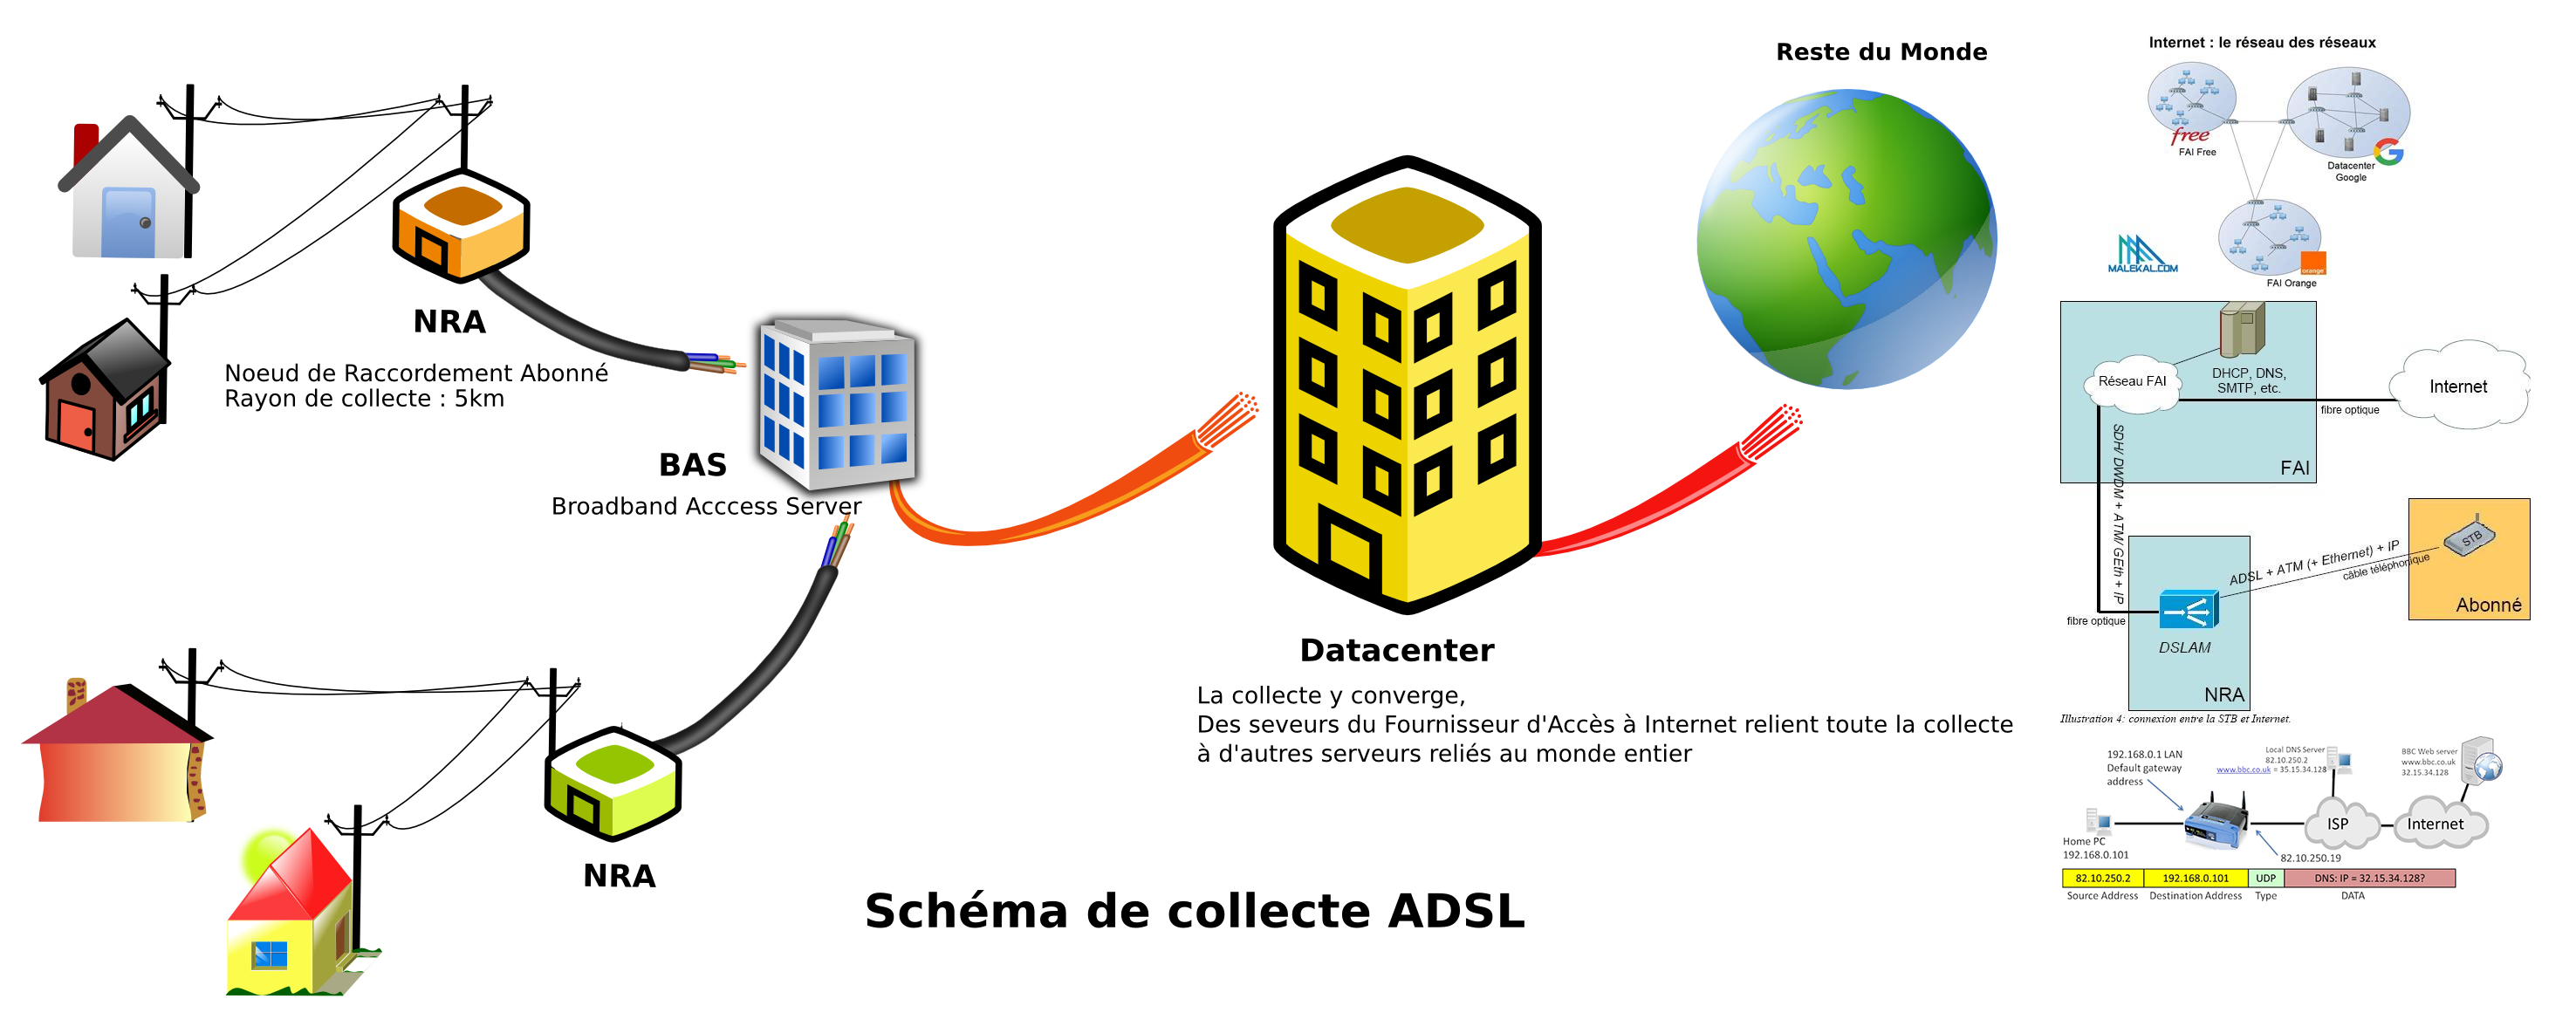 Reste du Monde
NRA
Noeud de Raccordement Abonné
Rayon de collecte : 5km
BAS
Broadband Acccess Server
Datacenter
La collecte y converge,
Des seveurs du Fournisseur d'Accès à Internet relient toute la collecte
à d'autres serveurs reliés au monde entier
NRA
Schéma de collecte ADSL
Internet : le réseau des réseaux
free
FAI Free
Datacenter
Google
MALEKAL.COM
orange
FAI Orange
Réseau FAI
DHCP, DNS,
SMTP, etc.
Internet
fibre optique
FAI
SDH/ DWDM + ATM/ GEth + IP
ADSL + ATM (+ Ethernet) + IP
câble téléphonique
STB
Abonné
fibre optique
DSLAM
NRA
Illustration 4: connexion entre la STB et Internet.
192.168.0.1 LAN
Default gateway
address
Local DNS Server
82.10.250.2
www.bbc.co.uk = 35.15.34.128
BBC Web server
www.bbc.co.uk
32.15.34.128
ISP
Internet
Home PC
192.168.0.101
82.10.250.19
82.10.250.2 192.168.0.101 UDP DNS: IP = 32.15.34.128?
Source Address Destination Address Type DATA